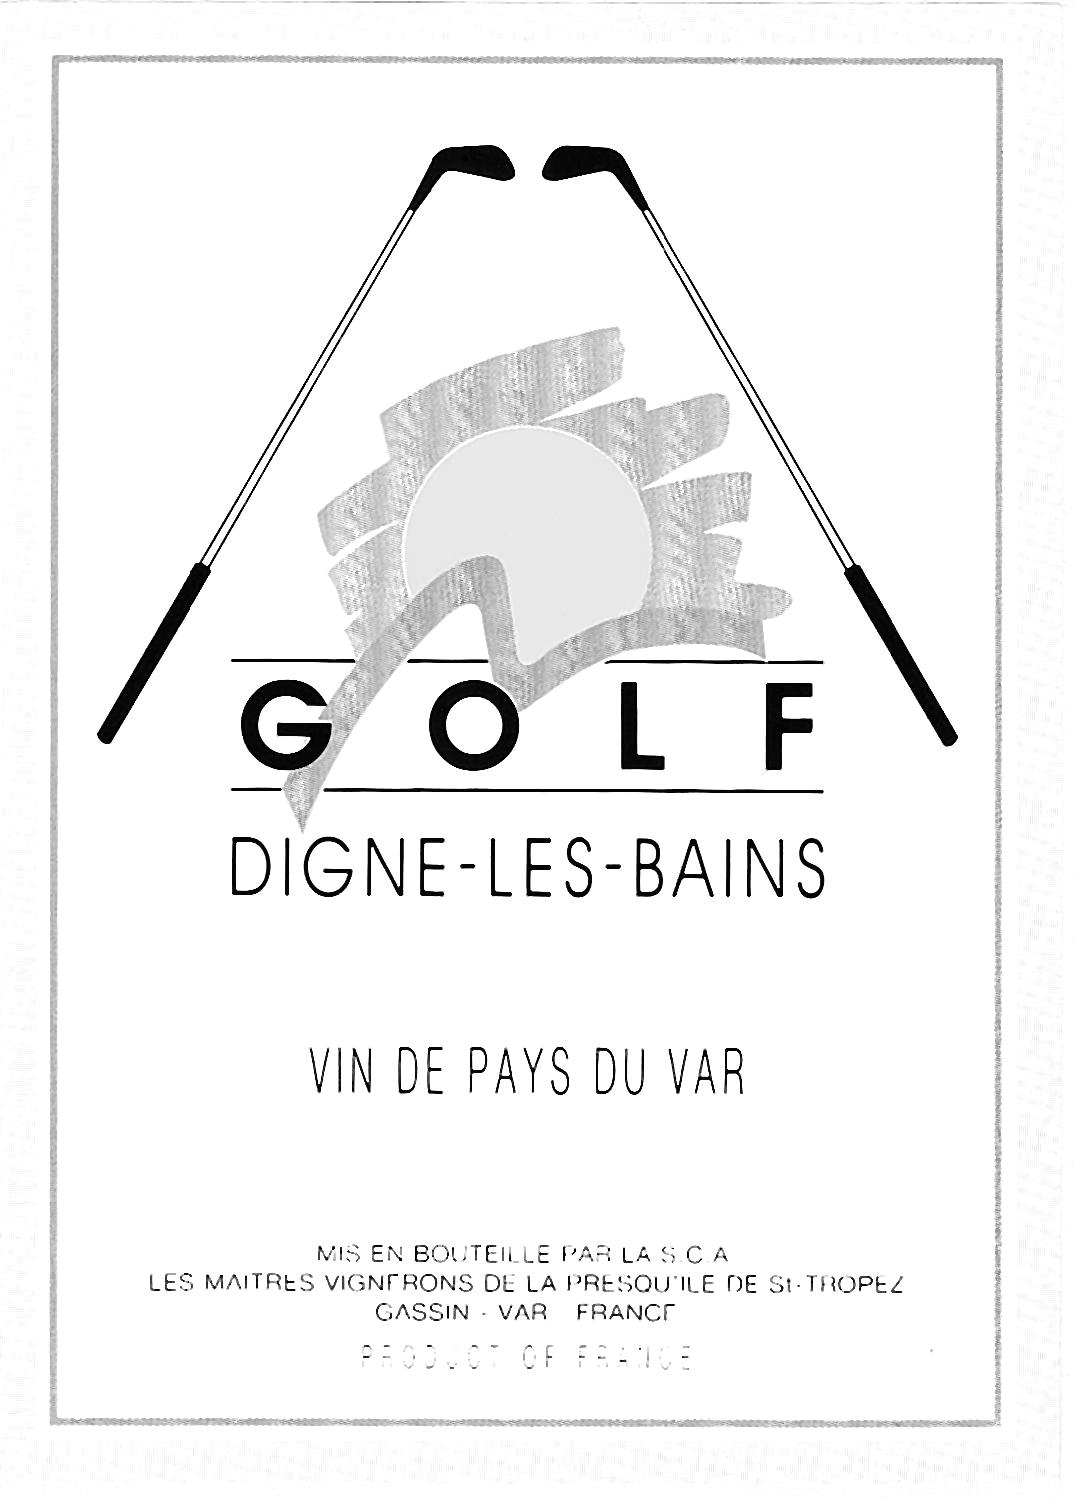 GOLF
DIGNE-LES-BAINS
VIN DE PAYS DU VAR
MIS EN BOUTEILLE PAR LA S.C.A
LES MAITRES VIGNERONS DE LA PRESQU'ILE DE St-TROPEZ
GASSIN - VAR FRANCE
PRODUCT OF FRANCE